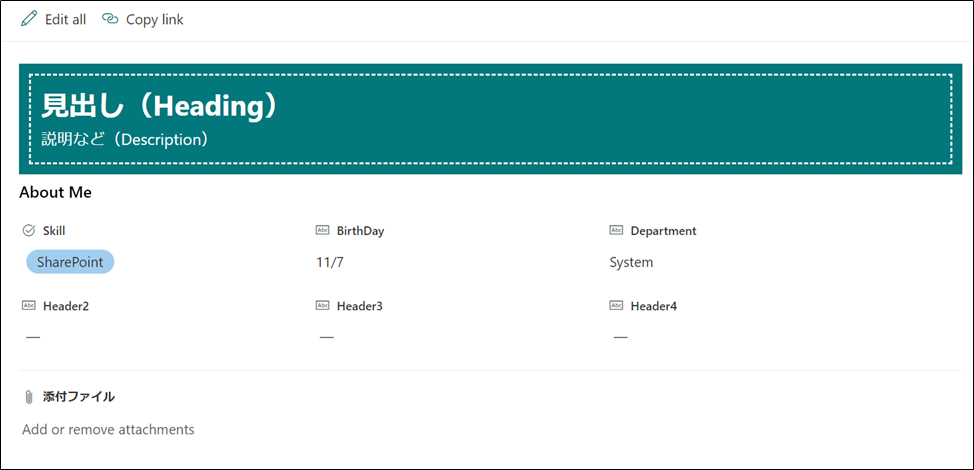 Edit all Copy link
見出し（Heading）
説明など（Description）
About Me
Skill BirthDay Department
SharePoint 11/7 System
Header2 Header3 Header4
— — —
添付ファイル
Add or remove attachments